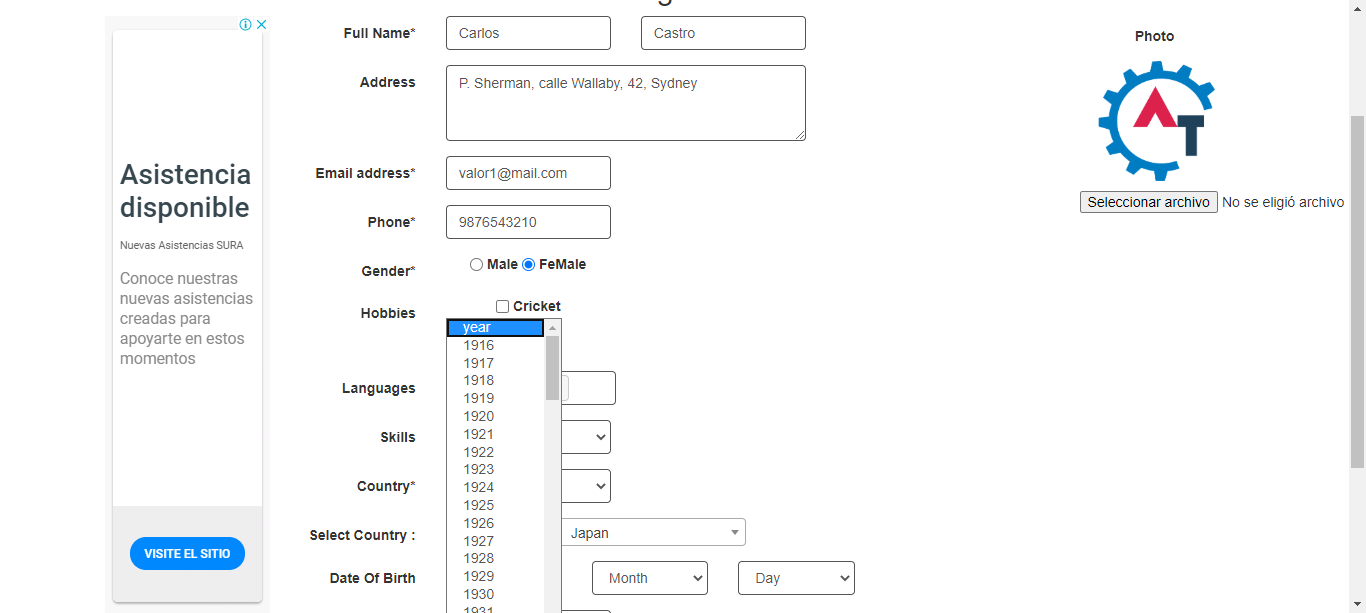 Asistencia
disponible
Nuevas Asistencias SURA
Conoce nuestras
nuevas asistencias
creadas para
apoyarte en estos
momentos
VISITE EL SITIO
Full Name* Carlos Castro
Address P. Sherman, calle Wallaby, 42, Sydney
Email address* valor1@mail.com
Phone* 9876543210
Gender* Male FeMale
Hobbies Cricket
year
1916
1917
1918
1919
1920
1921
1922
1923
1924
1925
1926
1927
1928
1929
1930
1931
Languages
Skills
Country*
Select Country : Japan
Date Of Birth Month Day
Photo
AT
Seleccionar archivo No se eligió archivo